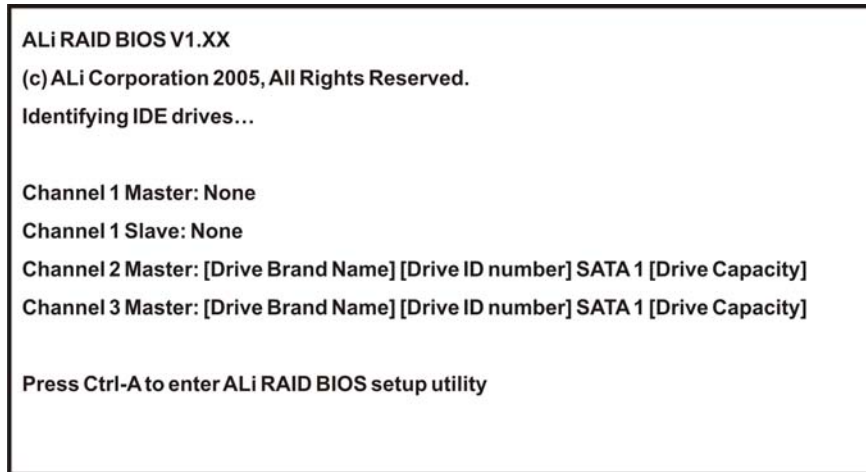 ALi RAID BIOS V1.XX
(c) ALi Corporation 2005, All Rights Reserved.
Identifying IDE drives…
Channel 1 Master: None
Channel 1 Slave: None
Channel 2 Master: [Drive Brand Name] [Drive ID number] SATA 1 [Drive Capacity]
Channel 3 Master: [Drive Brand Name] [Drive ID number] SATA 1 [Drive Capacity]
Press Ctrl-A to enter ALi RAID BIOS setup utility